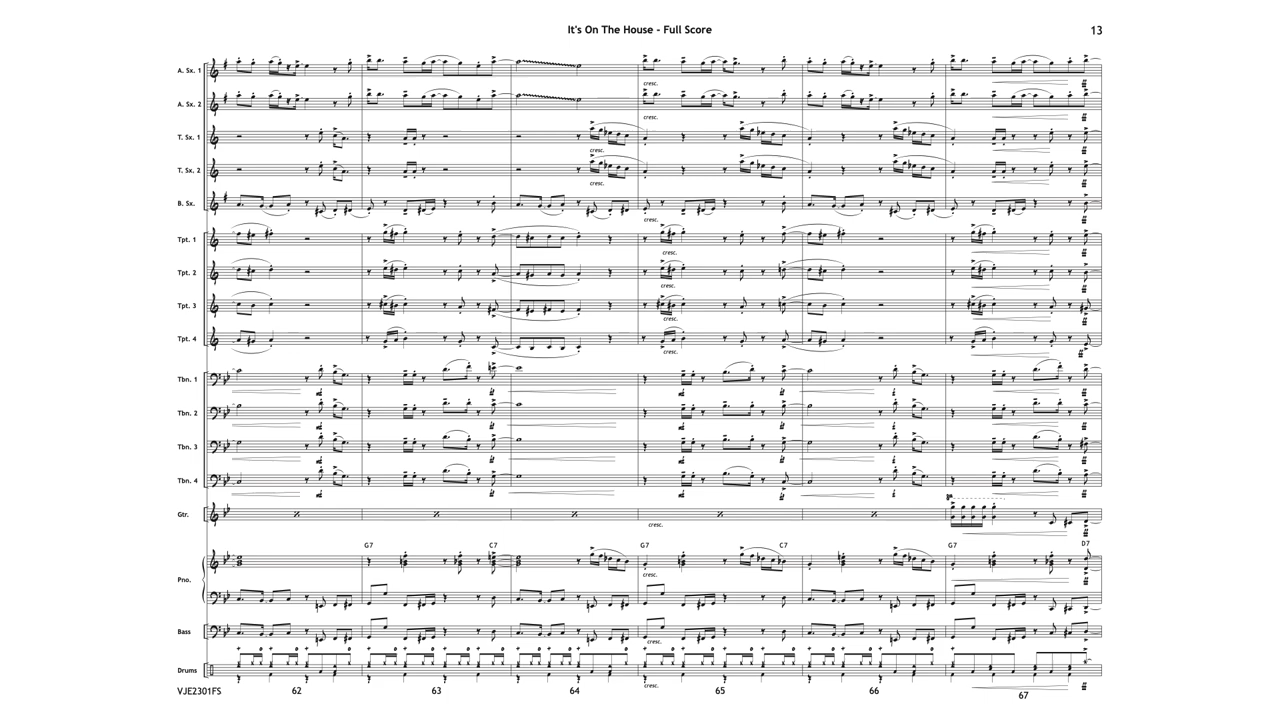 It's On The House - Full Score
13
A. Sx. 1
cresc.
A. Sx. 2
cresc.
T. Sx. 1
cresc.
T. Sx. 2
cresc.
B. Sx.
cresc.
Tpt. 1
cresc.
Tpt. 2
cresc.
Tpt. 3
cresc.
Tpt. 4
cresc.
Tbn. 1
Tbn. 2
Tbn. 3
Tbn. 4
Gtr.
cresc.
G7 C7 G7 C7 G7 D7
Pno.
cresc.
Bass
cresc.
Drums
cresc.
VJE2301FS 62 63 64 65 66 67